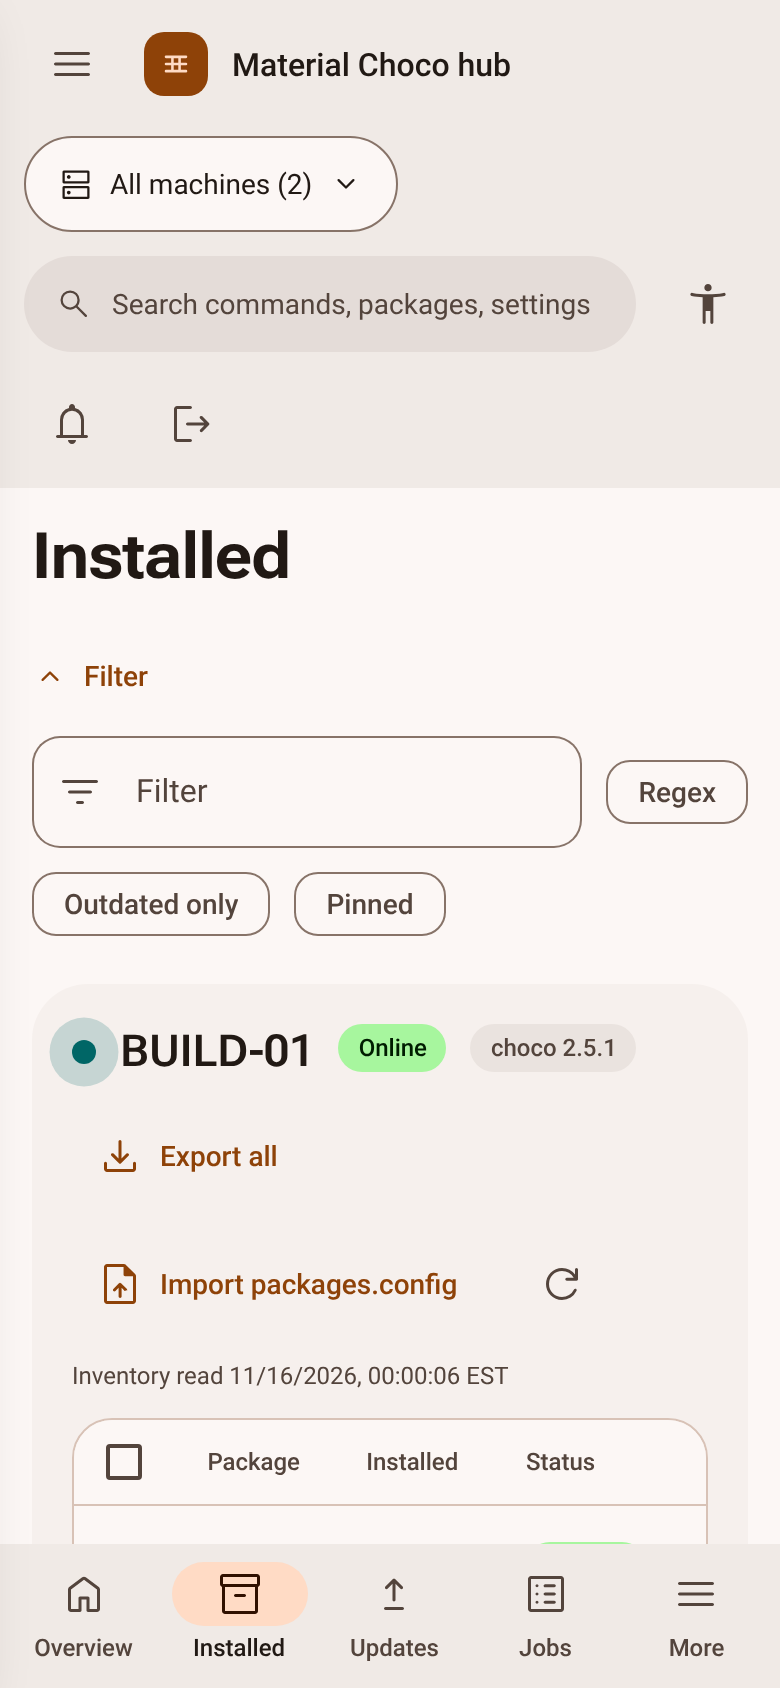 Material Choco hub
All machines (2)
Search commands, packages, settings
Installed
Filter
Filter
Regex
Outdated only
Pinned
BUILD-01
Online
choco 2.5.1
Export all
Import packages.config
Inventory read 11/16/2026, 00:00:06 EST
Package Installed Status
Overview Installed Updates Jobs More